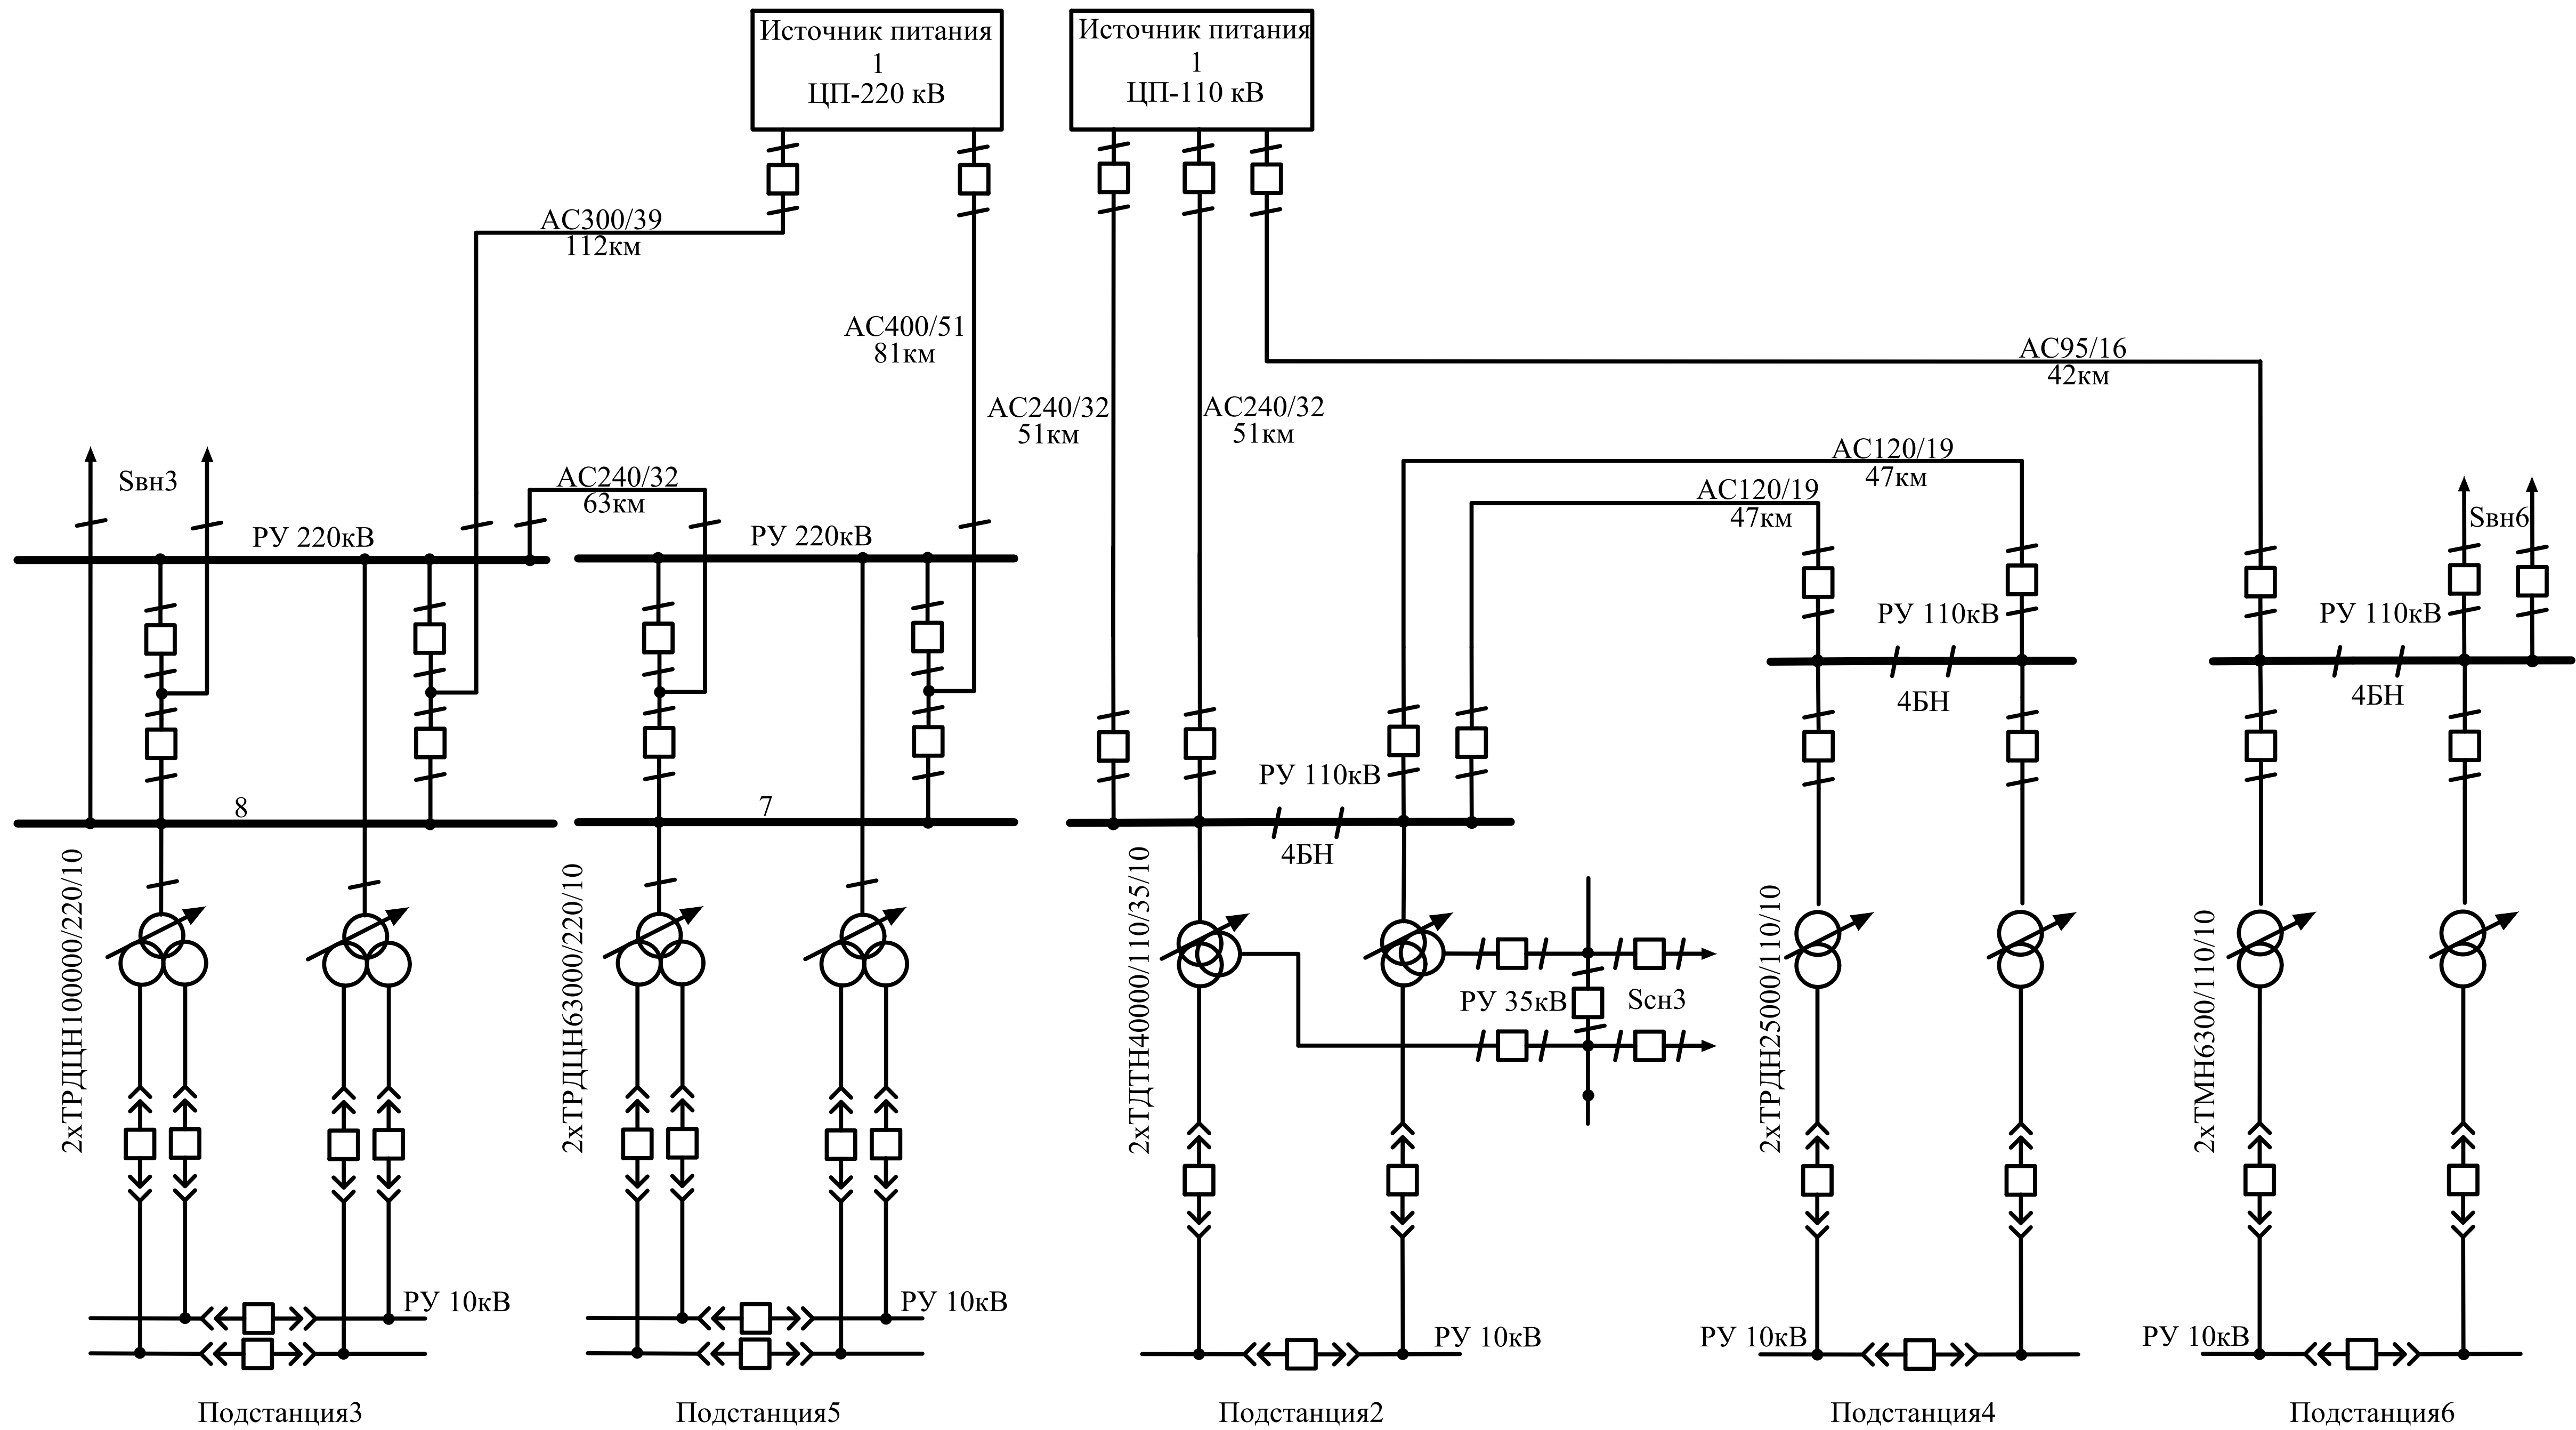 Источник питания
1
ЦП-220 кВ
Источник питания
1
ЦП-110 кВ
АС300/39
112км
АС400/51
81км
АС95/16
42км
АС240/32
51км
АС240/32
51км
АС120/19
47км
АС120/19
47км
Sвн3
АС240/32
63км
Sвн6
РУ 220кВ
РУ 220кВ
РУ 110кВ
РУ 110кВ
4БН
4БН
РУ 110кВ
8
7
4БН
2хТРДЦН100000/220/10
2хТРДЦН63000/220/10
2хТДТН40000/110/35/10
2хТРДН25000/110/10
2хТМН6300/110/10
РУ 35кВ
Sсн3
РУ 10кВ
РУ 10кВ
РУ 10кВ
РУ 10кВ
РУ 10кВ
Подстанция3
Подстанция5
Подстанция2
Подстанция4
Подстанция6